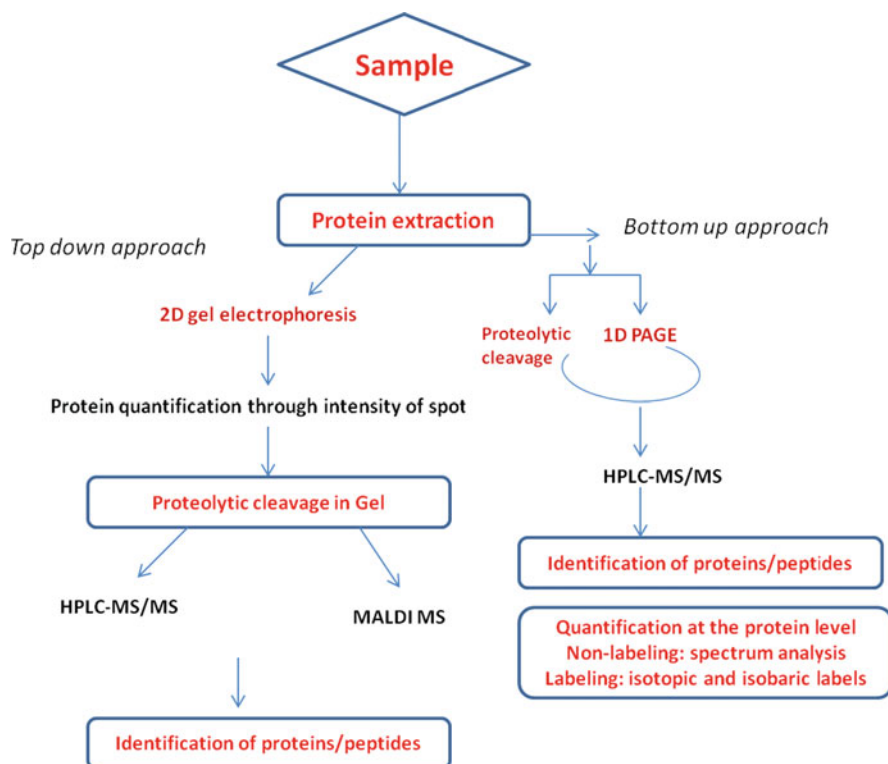 Sample
Protein extraction
Top down approach
Bottom up approach
2D gel electrophoresis
Proteolytic
cleavage
1D PAGE
Protein quantification through intensity of spot
HPLC-MS/MS
Proteolytic cleavage in Gel
Identification of proteins/peptides
HPLC-MS/MS
MALDI MS
Quantification at the protein level
Non-labeling: spectrum analysis
Labeling: isotopic and isobaric labels
Identification of proteins/peptides